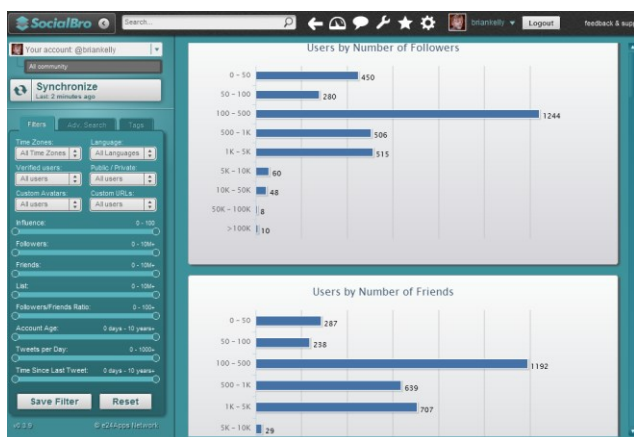 SocialBro
Search...
briankelly
Logout
feedback & sup
Your account: @briankelly
All community
Synchronize
Last: 2 minutes ago
Filters
Adv. Search
Tags
Time Zones:
Language:
All Time Zones
All Languages
Verified users:
Public / Private:
All users
All users
Custom Avatars:
Custom URLs:
All users
All users
Influence:
0 - 100
Followers:
0 - 10M+
Friends:
0 - 10M+
List:
0 - 10M+
Followers/Friends Ratio:
0 - 100+
Account Age:
0 days - 10 years+
Tweets per Day:
0 - 1000+
Time Since Last Tweet:
0 days - 10 years+
Save Filter
Reset
Users by Number of Followers
0 - 50
450
50 - 100
280
100 - 500
1244
500 - 1K
506
1K - 5K
515
5K - 10K
60
10K - 50K
48
50K - 100K
8
>100K
10
Users by Number of Friends
0 - 50
287
50 - 100
238
100 - 500
1192
500 - 1K
639
1K - 5K
707
5K - 10K
29